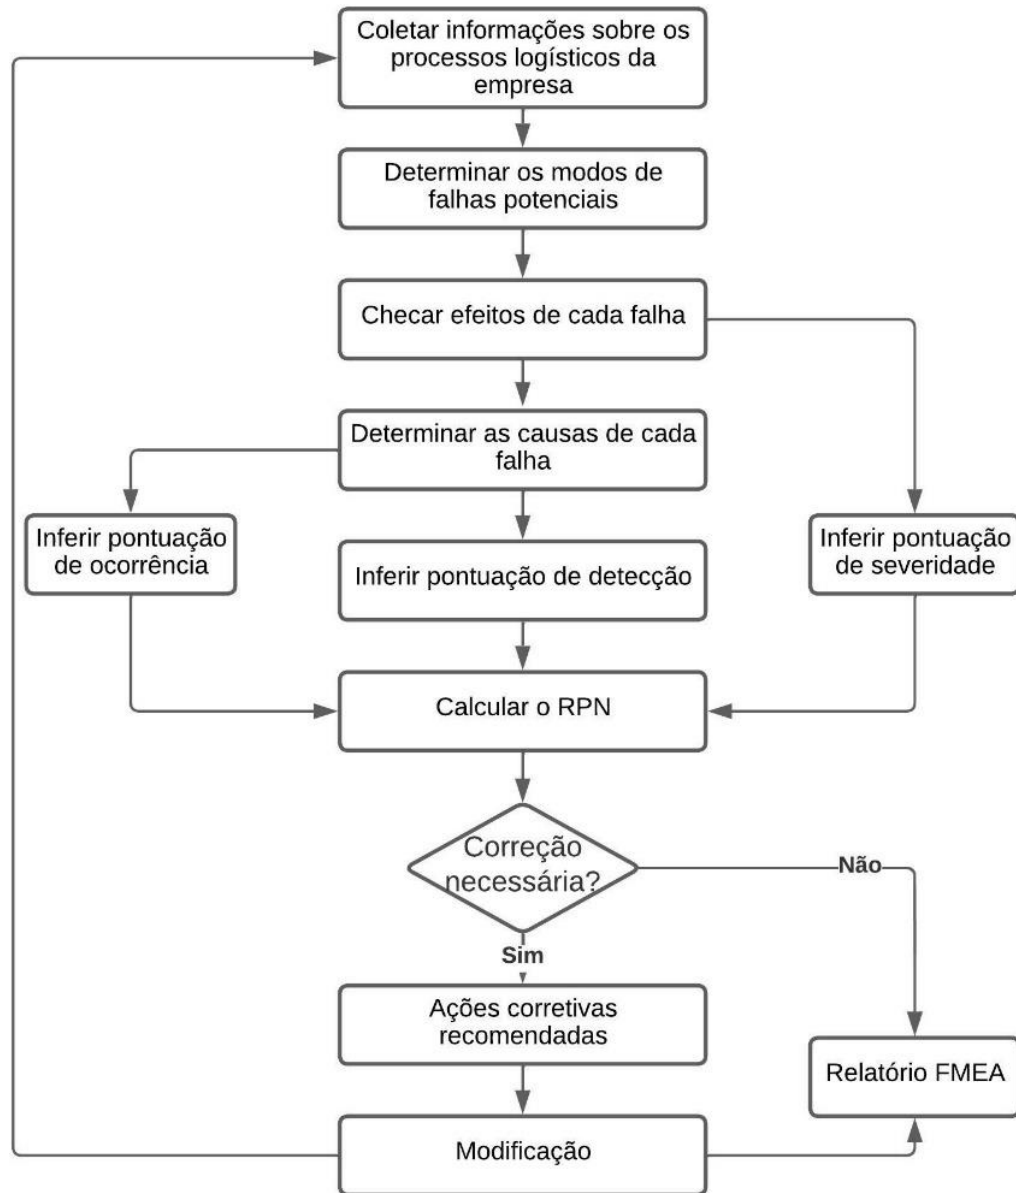 Coletar informações sobre os
processos logísticos da
empresa
Determinar os modos de
falhas potenciais
Checar efeitos de cada falha
Determinar as causas de cada
falha
Inferir pontuação
de ocorrência
Inferir pontuação de detecção
Inferir pontuação
de severidade
Calcular o RPN
Correção
necessária?
Não
Sim
Ações corretivas
recomendadas
Relatório FMEA
Modificação